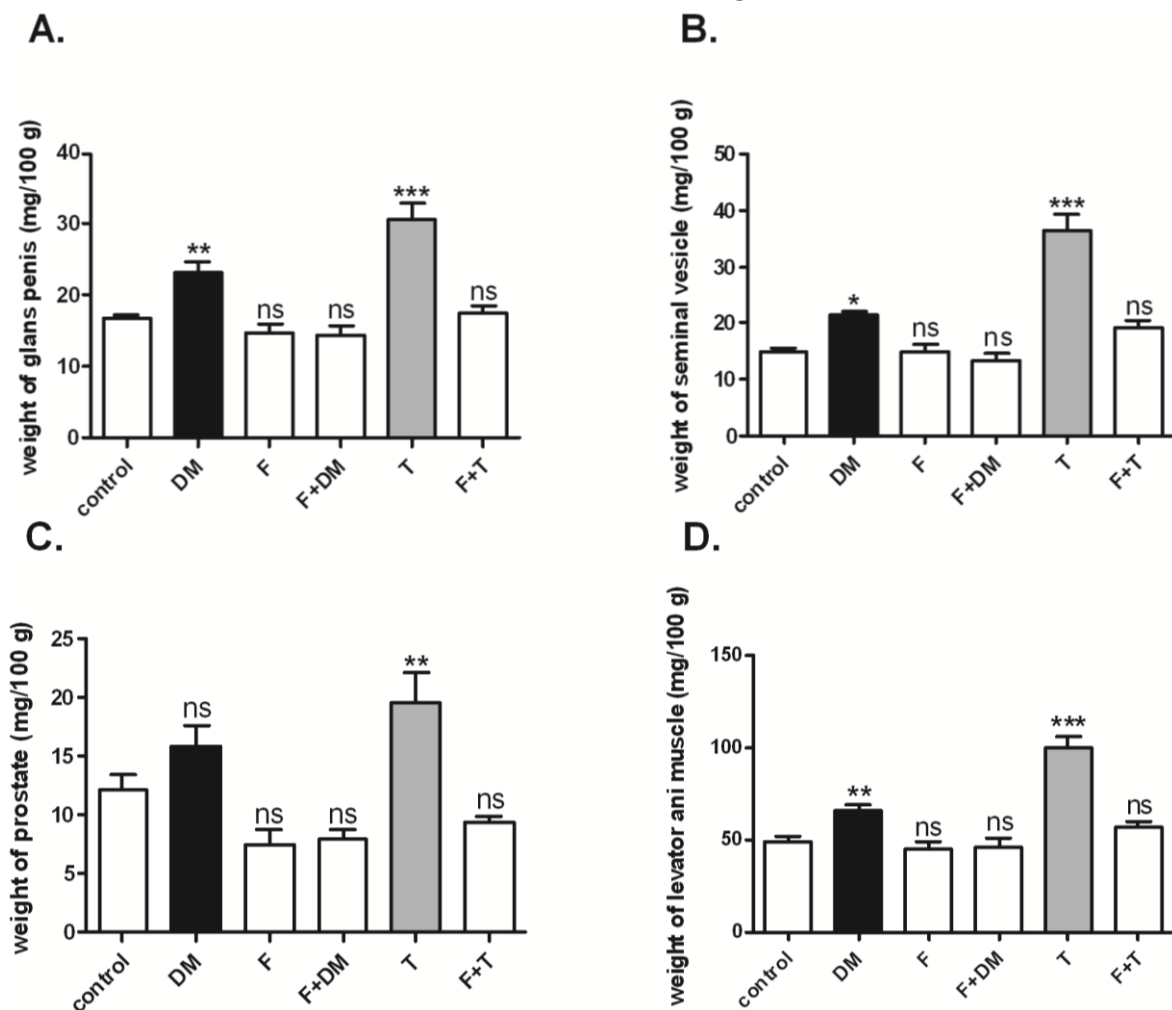 A.
weight of glans penis (mg/100 g)
40
30
20
10
0
**
ns
ns
***
ns
control
DM
F
F+DM
T
F+T
B.
weight of seminal vesicle (mg/100 g)
50
40
30
20
10
0
*
ns
ns
***
ns
control
DM
F
F+DM
T
F+T
C.
weight of prostate (mg/100 g)
25
20
15
10
5
0
ns
ns
ns
**
ns
control
DM
F
F+DM
T
F+T
D.
weight of levator ani muscle (mg/100 g)
150
100
50
0
**
ns
ns
***
ns
control
DM
F
F+DM
T
F+T